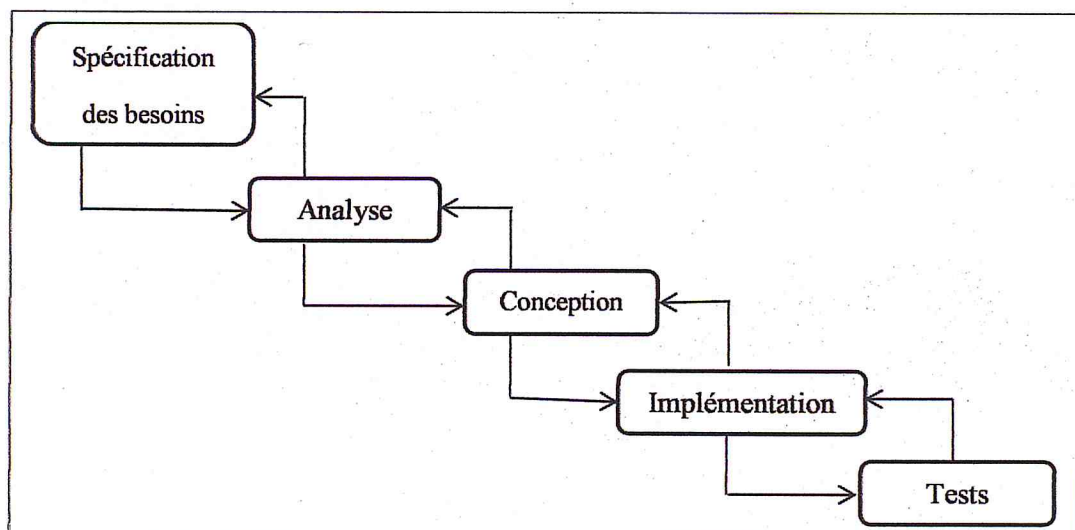 Spécification
des besoins
Analyse
Conception
Implémentation
Tests